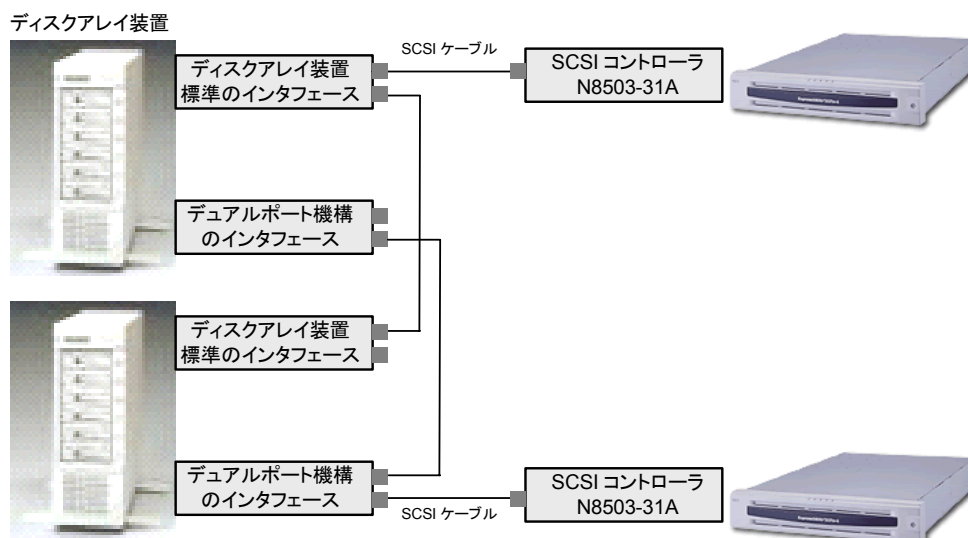 ディスクアレイ装置
ディスクアレイ装置
標準のインタフェース
SCSI ケーブル
SCSI コントローラ
N8503-31A
デュアルポート機構
のインタフェース
ディスクアレイ装置
標準のインタフェース
デュアルポート機構
のインタフェース
SCSI ケーブル
SCSI コントローラ
N8503-31A